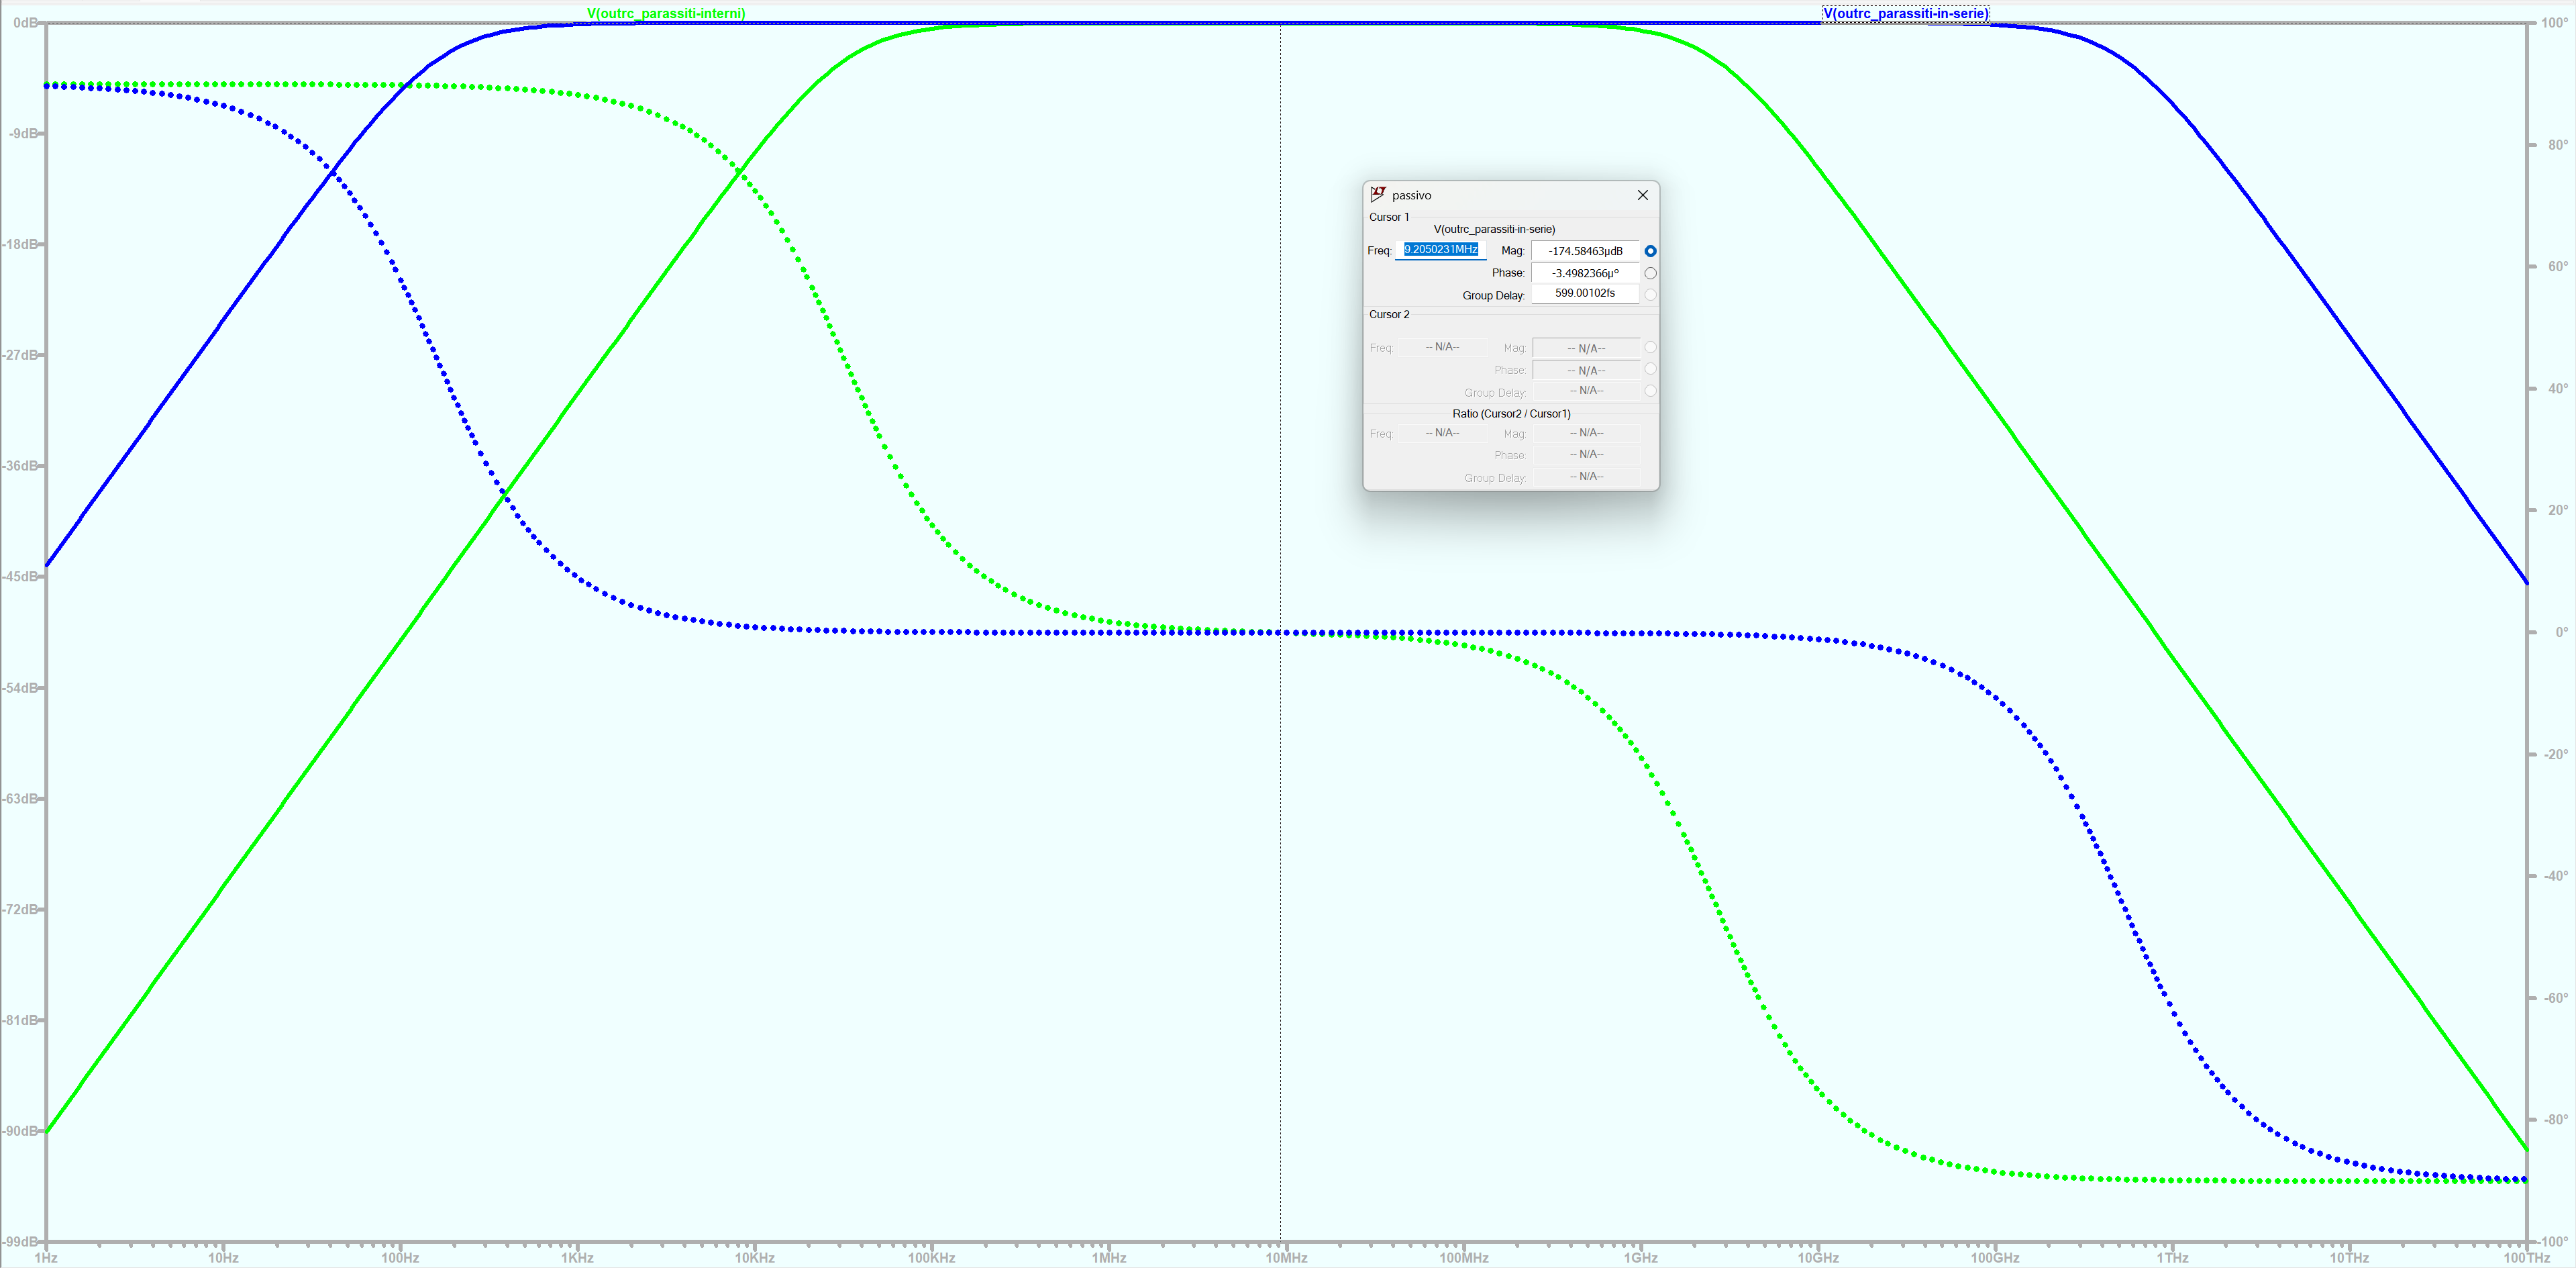 V(outrc_parassiti-interni) V(outrc_parassiti-in-serie)
0dB
-9dB
-18dB
-27dB
-36dB
-45dB
-54dB
-63dB
-72dB
-81dB
-90dB
-99dB
100°
80°
60°
40°
20°
0°
-20°
-40°
-60°
-80°
-100°
passivo
Cursor 1
V(outrc_parassiti-in-serie)
Freq: 9.2050231MHz Mag: -174.58463µdB
Phase: -3.4982366µ°
Group Delay: 599.00102fs
Cursor 2
Freq: -- N/A-- Mag: -- N/A--
Phase: -- N/A--
Group Delay: -- N/A--
Ratio (Cursor2 / Cursor1)
Freq: -- N/A-- Mag: -- N/A--
Phase: -- N/A--
Group Delay: -- N/A--
1Hz 10Hz 100Hz 1KHz 10KHz 100KHz 1MHz 10MHz 100MHz 1GHz 10GHz 100GHz 1THz 10THz 100THz